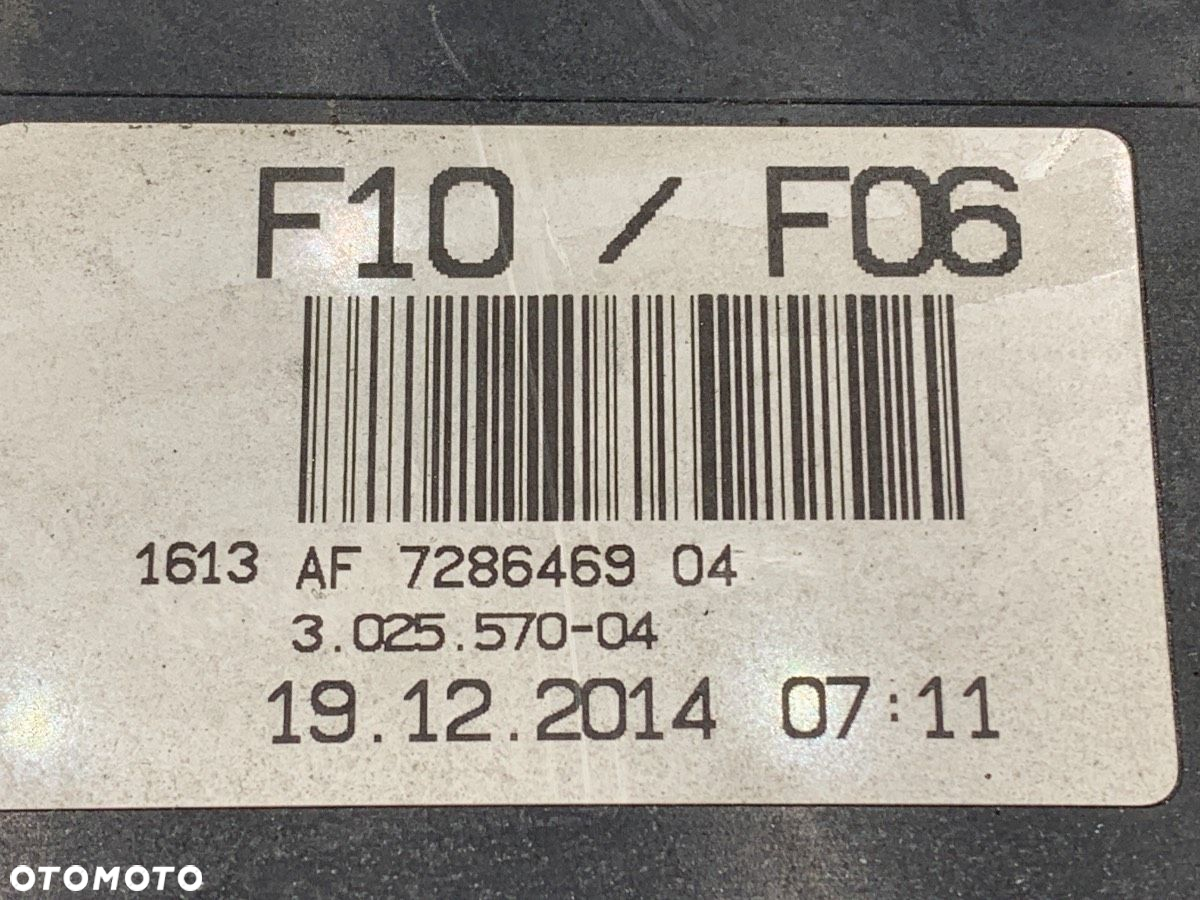 F10 / F06
1613 AF 7286469 04
3.025.570-04
19.12.2014 07:11
OTOMOTO